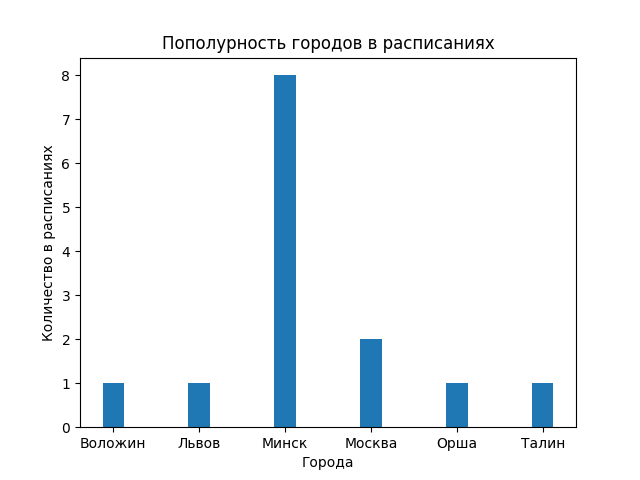 Пополурность городов в расписаниях
Количество в расписаниях
8
7
6
5
4
3
2
1
0
Воложин Львов Минск Москва Орша Талин
Города